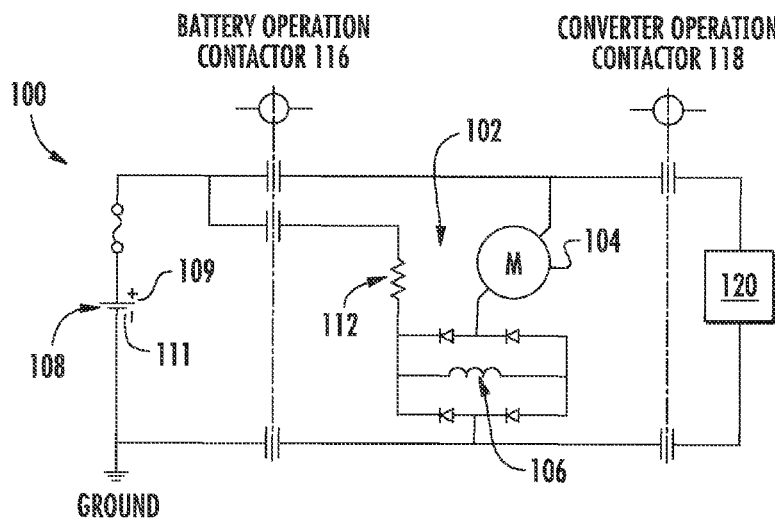 BATTERY OPERATION
CONTACTOR 116
CONVERTER OPERATION
CONTACTOR 118
100
102
109
+
108
111
-
112
M
104
120
106
GROUND